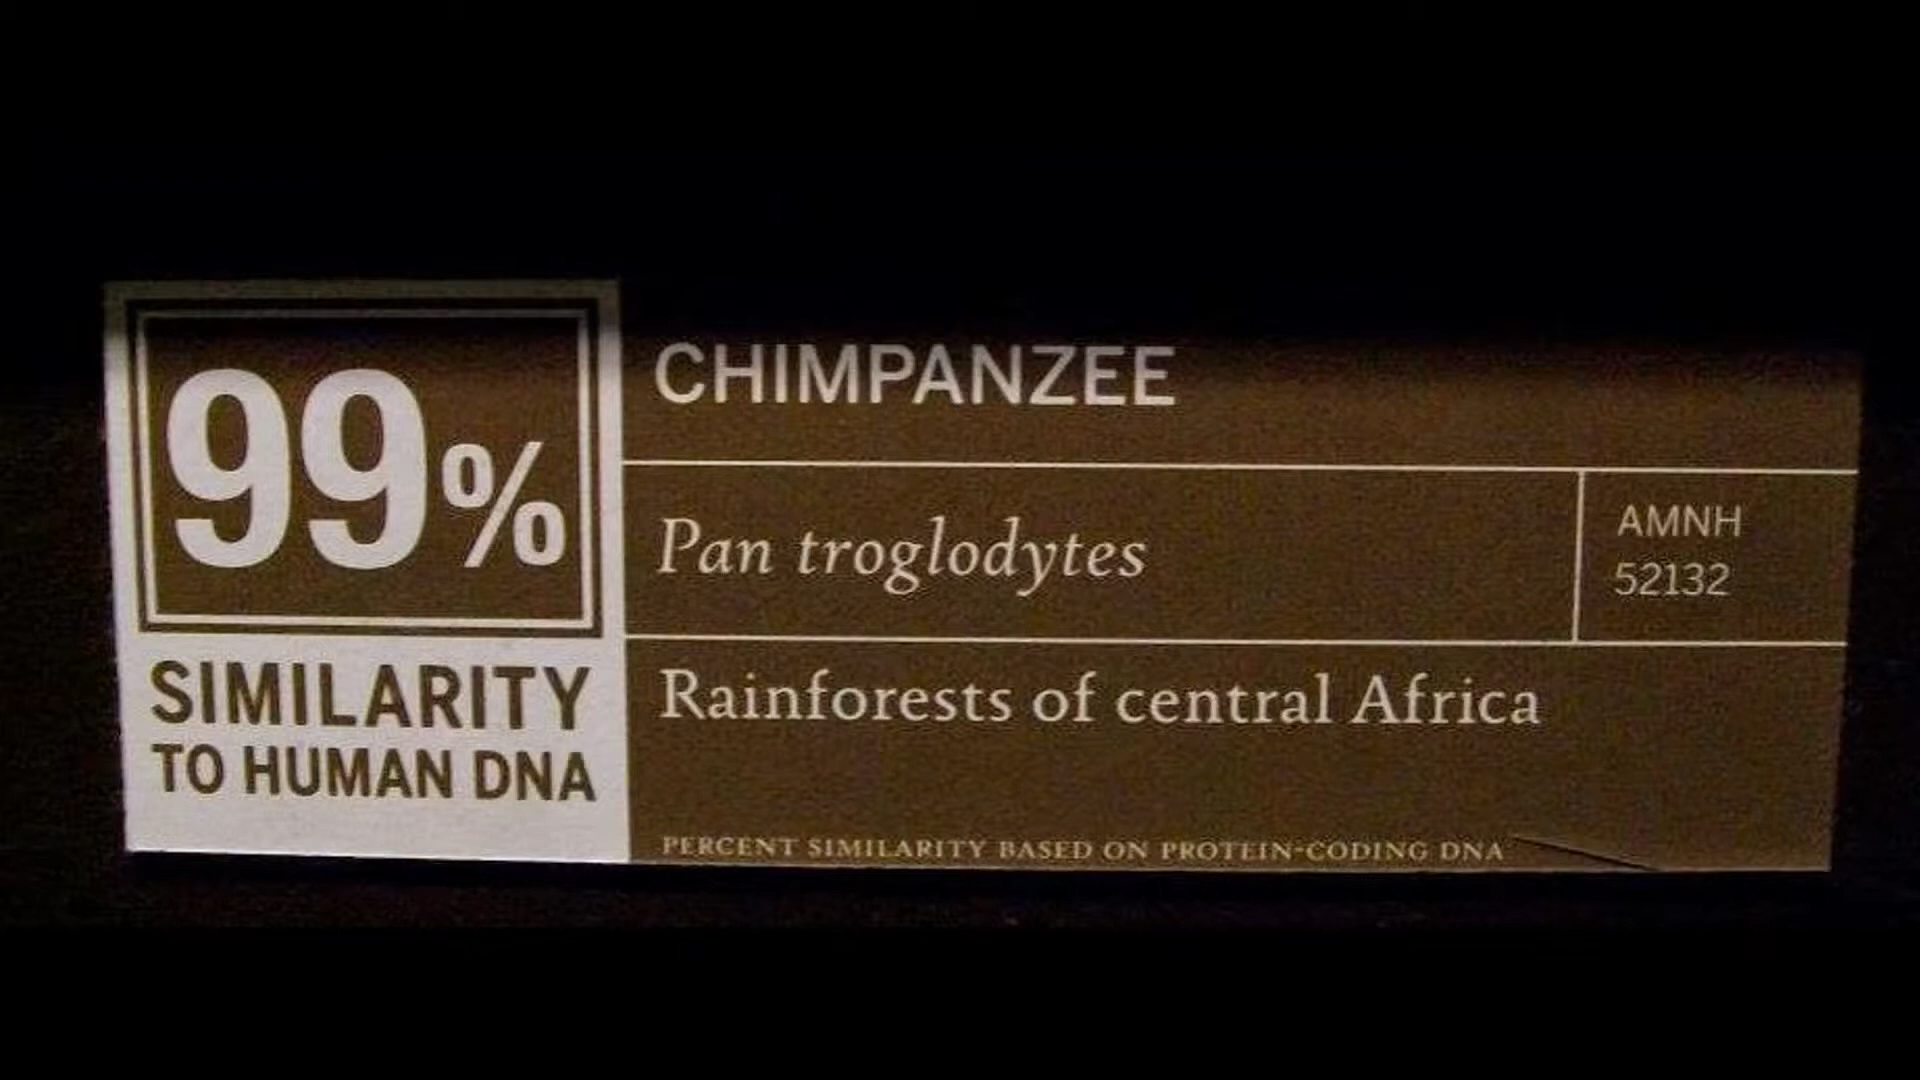 99%
SIMILARITY
TO HUMAN DNA
CHIMPANZEE
Pan troglodytes
AMNH
52132
Rainforests of central Africa
PERCENT SIMILARITY BASED ON PROTEIN-CODING DNA